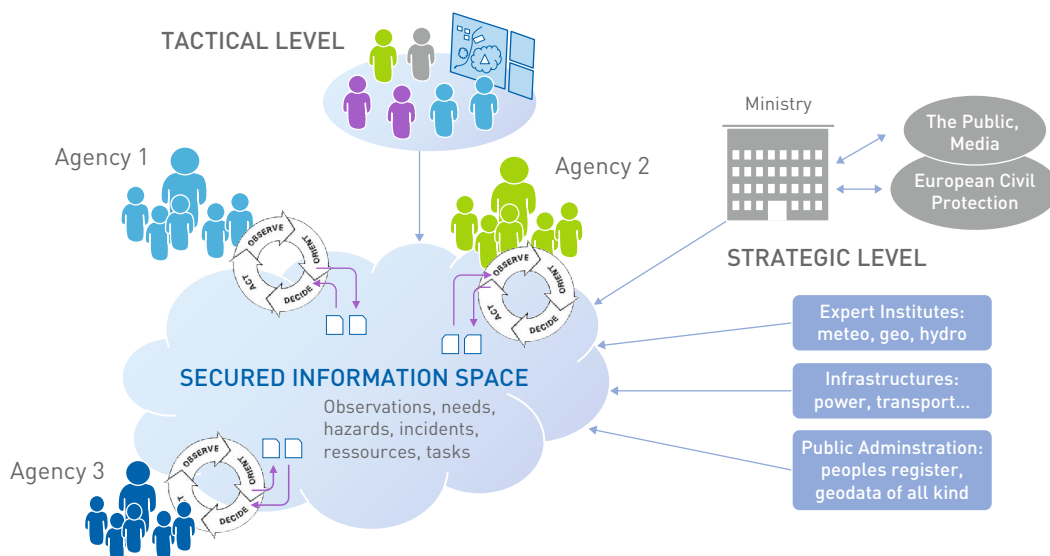 TACTICAL LEVEL
Ministry
The Public,
Media
European Civil
Protection
Agency 1
Agency 2
STRATEGIC LEVEL
OBSERVE
ORIENT
DECIDE
ACT
OBSERVE
ORIENT
DECIDE
ACT
Expert Institutes:
meteo, geo, hydro
SECURED INFORMATION SPACE
Observations, needs,
hazards, incidents,
ressources, tasks
Infrastructures:
power, transport...
Public Adminstration:
peoples register,
geodata of all kind
Agency 3
OBSERVE
ORIENT
DECIDE